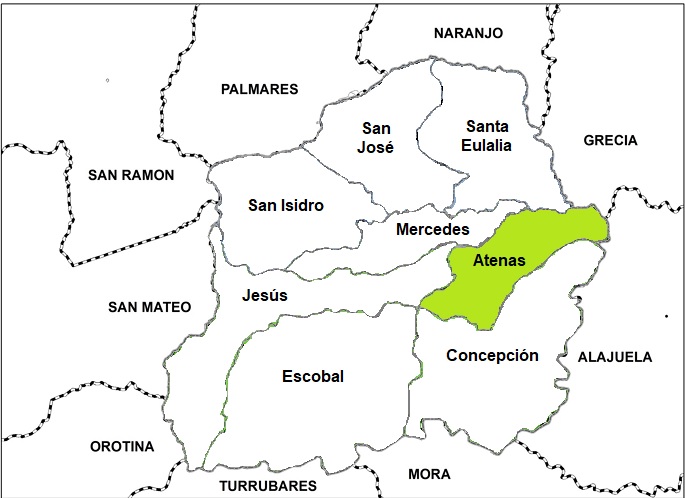 NARANJO
PALMARES
San
José
Santa
Eulalia
GRECIA
SAN RAMON
San Isidro
Mercedes
Atenas
Jesús
SAN MATEO
Concepción
ALAJUELA
Escobal
OROTINA
MORA
TURRUBARES